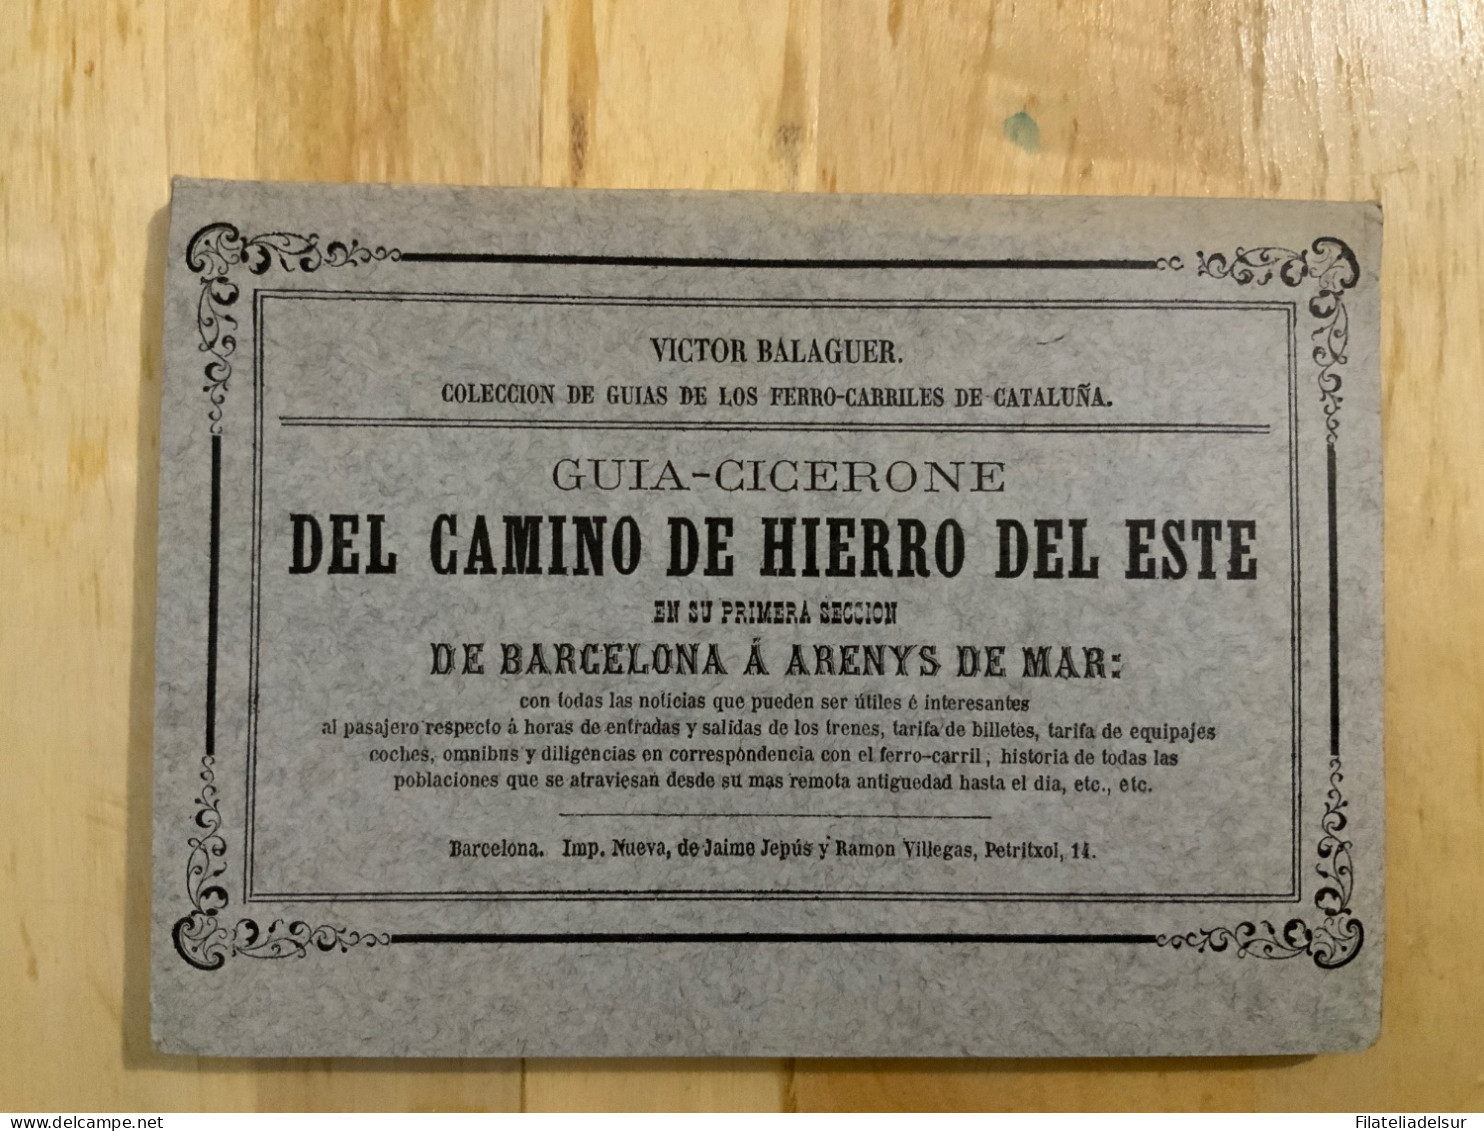 VICTOR BALAGUER.
COLECCION DE GUIAS DE LOS FERRO-CARRILES DE CATALUÑA.
GUIA-CICERONE
DEL CAMINO DE HIERRO DEL ESTE
EN SU PRIMERA SECCION
DE BARCELONA Á ARENYS DE MAR:
con todas las noticias que pueden ser útiles é interesantes
al pasajero respecto á horas de entradas y salidas de los trenes, tarifa de billetes, tarifa de equipajes
coches, omnibus y diligencias en correspondencia con el ferro-carril, historia de todas las
poblaciones que se atraviesan desde su mas remota antiguedad hasta el dia, etc., etc.
Barcelona. Imp. Nueva, de Jaime Jepús y Ramon Villegas, Petritxol, 14.
www.delcampe.net
Filateliadelsur